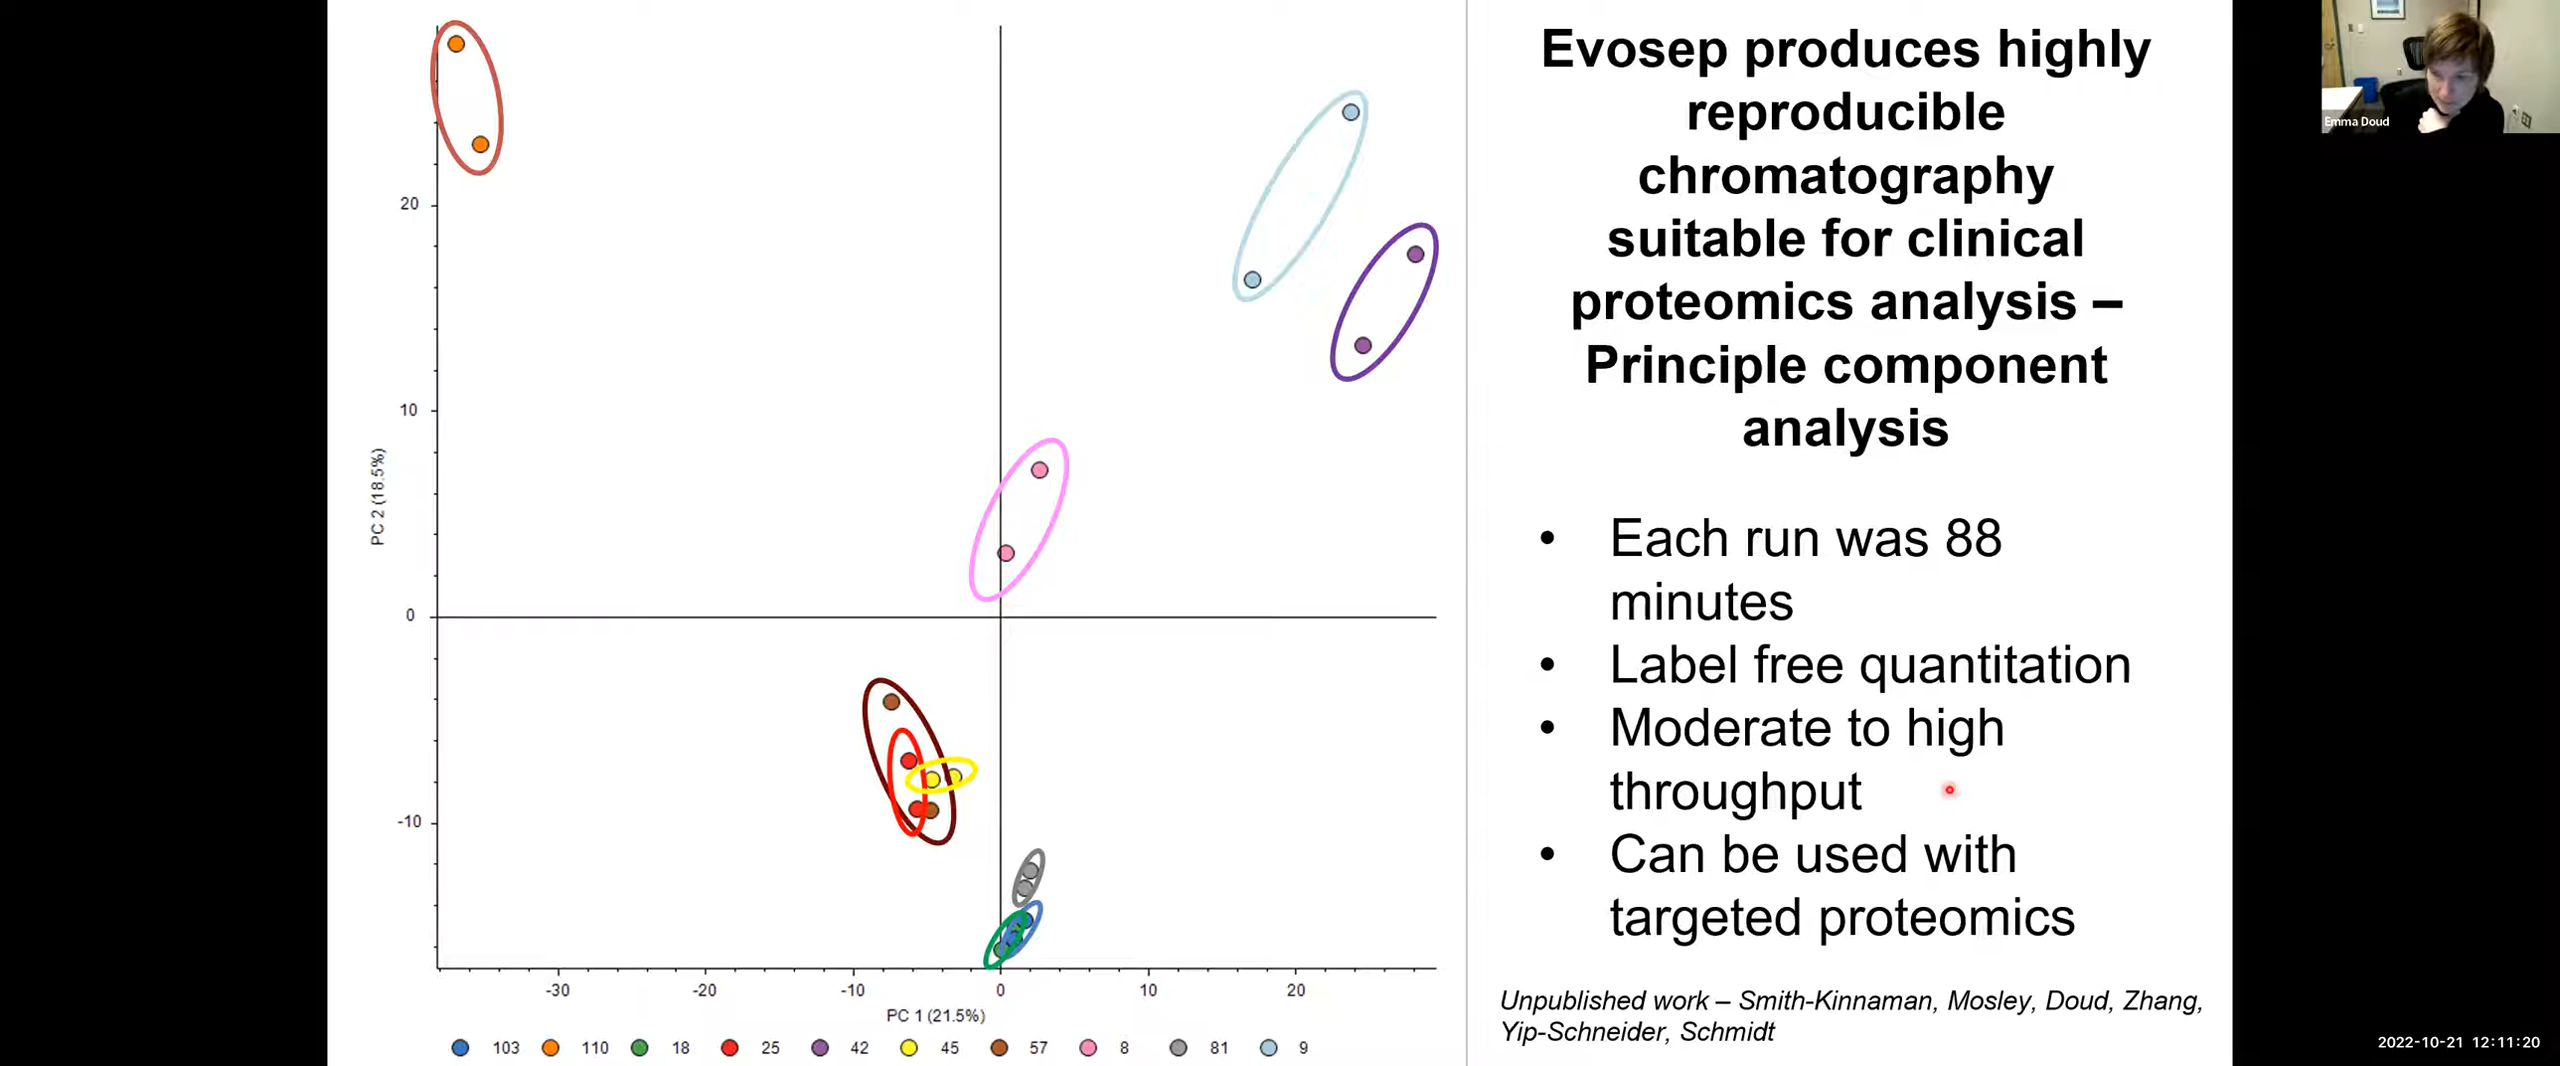 Evosep produces highly
reproducible
chromatography
suitable for clinical
proteomics analysis –
Principle component
analysis
• Each run was 88
minutes
• Label free quantitation
• Moderate to high
throughput
• Can be used with
targeted proteomics
Unpublished work – Smith-Kinnaman, Mosley, Doud, Zhang,
Yip-Schneider, Schmidt
PC 2 (18.5%)
20
10
0
-10
-30 -20 -10 0 10 20
PC 1 (21.5%)
103 110 18 25 42 45 57 8 81 9
Emma Doud
2022-10-21 12:11:20